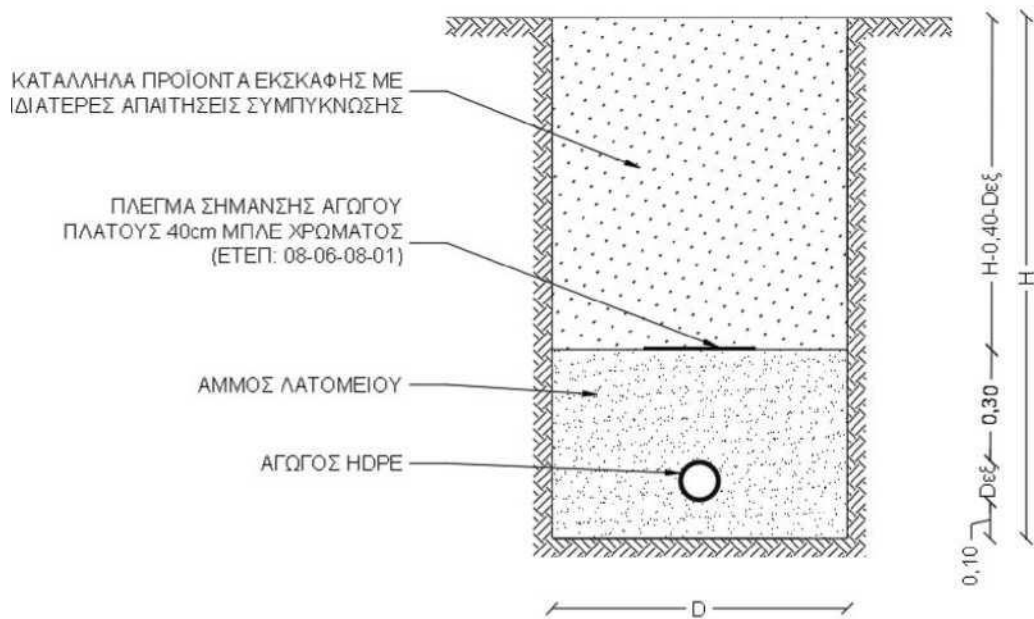 ΚΑΤΑΛΛΗΛΑ ΠΡΟΪΟΝΤΑ ΕΚΣΚΑΦΗΣ ΜΕ
ΙΔΙΑΤΕΡΕΣ ΑΠΑΙΤΗΣΕΙΣ ΣΥΜΠΥΚΝΩΣΗΣ
ΠΛΕΓΜΑ ΣΗΜΑΝΣΗΣ ΑΓΩΓΟΥ
ΠΛΑΤΟΥΣ 40cm ΜΠΛΕ ΧΡΩΜΑΤΟΣ
(ΕΤΕΠ: 08-06-08-01)
ΑΜΜΟΣ ΛΑΤΟΜΕΙΟΥ
ΑΓΩΓΟΣ HDPE
H-0,40-Dεξ
H
0,30
Dεξ
0,10
D